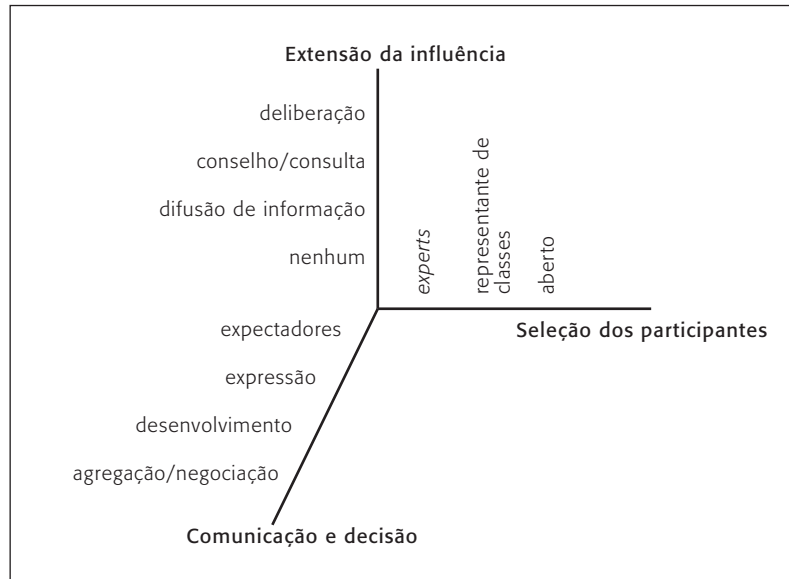 Extensão da influência
deliberação
conselho/consulta
difusão de informação
nenhum
experts
representante de
classes
aberto
Seleção dos participantes
expectadores
expressão
desenvolvimento
agregação/negociação
Comunicação e decisão